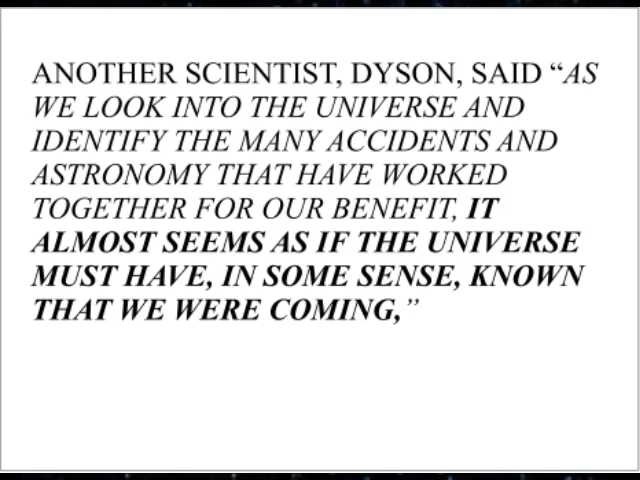 ANOTHER SCIENTIST, DYSON, SAID “AS
WE LOOK INTO THE UNIVERSE AND
IDENTIFY THE MANY ACCIDENTS AND
ASTRONOMY THAT HAVE WORKED
TOGETHER FOR OUR BENEFIT, IT
ALMOST SEEMS AS IF THE UNIVERSE
MUST HAVE, IN SOME SENSE, KNOWN
THAT WE WERE COMING,”